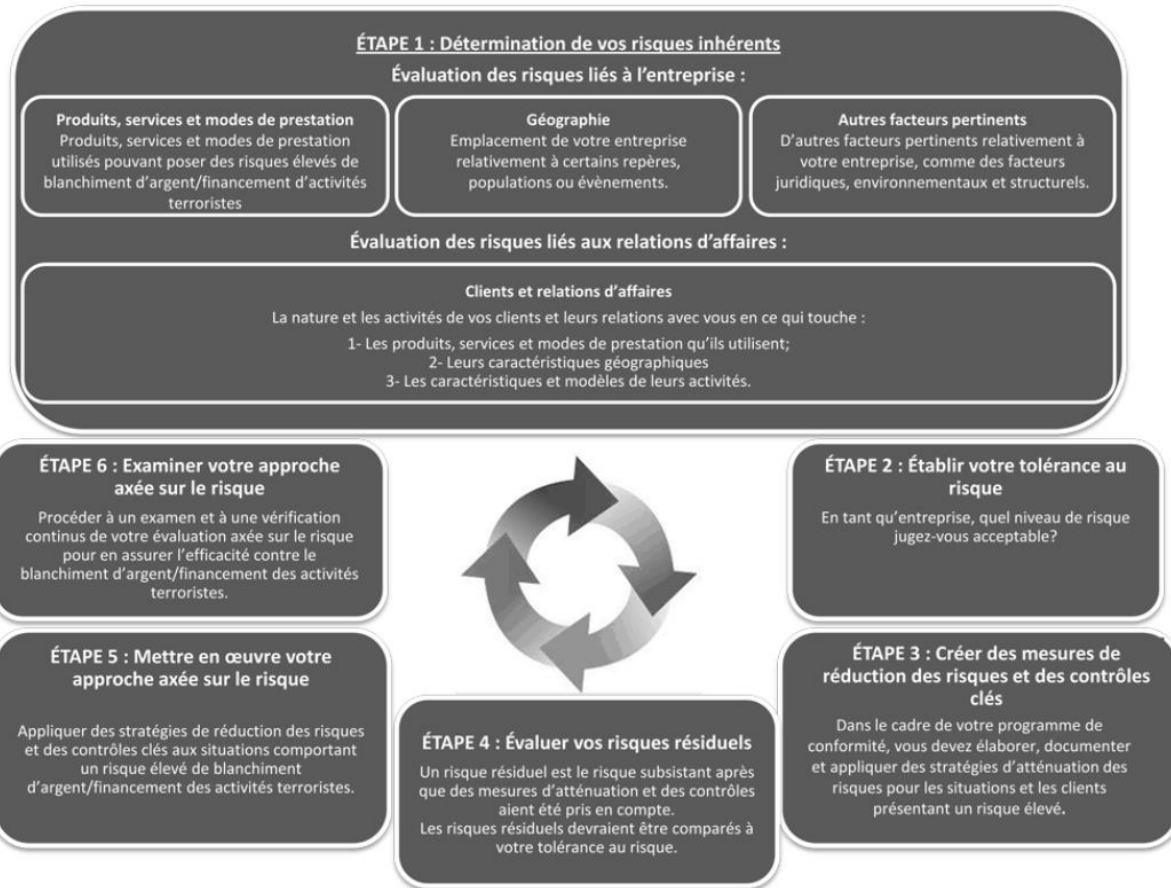 ÉTAPE 1 : Détermination de vos risques inhérents
Évaluation des risques liés à l'entreprise :
Produits, services et modes de prestation
Produits, services et modes de prestation
utilisés pouvant poser des risques élevés de
blanchiment d'argent/financement d'activités
terroristes
Géographie
Emplacement de votre entreprise
relativement à certains repères,
populations ou évènements.
Autres facteurs pertinents
D'autres facteurs pertinents relativement à
votre entreprise, comme des facteurs
juridiques, environnementaux et structurels.
Évaluation des risques liés aux relations d'affaires :
Clients et relations d'affaires
La nature et les activités de vos clients et leurs relations avec vous en ce qui touche :
1- Les produits, services et modes de prestation qu'ils utilisent;
2- Leurs caractéristiques géographiques
3- Les caractéristiques et modèles de leurs activités.
ÉTAPE 2 : Établir votre tolérance au
risque
En tant qu'entreprise, quel niveau de risque
jugez-vous acceptable?
ÉTAPE 3 : Créer des mesures de
réduction des risques et des contrôles
clés
Dans le cadre de votre programme de
conformité, vous devez élaborer, documenter
et appliquer des stratégies d'atténuation des
risques pour les situations et les clients
présentant un risque élevé.
ÉTAPE 4 : Évaluer vos risques résiduels
Un risque résiduel est le risque subsistant après
que des mesures d'atténuation et des contrôles
aient été pris en compte.
Les risques résiduels devraient être comparés à
votre tolérance au risque.
ÉTAPE 5 : Mettre en œuvre votre
approche axée sur le risque
Appliquer des stratégies de réduction des risques
et des contrôles clés aux situations comportant
un risque élevé de blanchiment
d'argent/financement des activités terroristes.
ÉTAPE 6 : Examiner votre approche
axée sur le risque
Procéder à un examen et à une vérification
continus de votre évaluation axée sur le risque
pour en assurer l'efficacité contre le
blanchiment d'argent/financement des activités
terroristes.